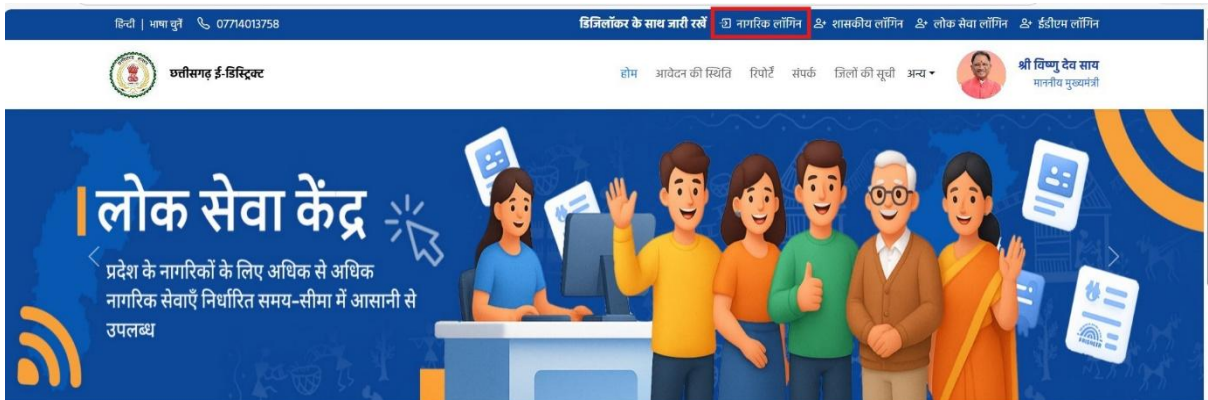 हिन्दी | भाषा चुनें 07714013758 डिजिलॉकर के साथ जारी रखें नागरिक लॉगिन शासकीय लॉगिन लोक सेवा लॉगिन ईडीएम लॉगिन
छत्तीसगढ़ ई-डिस्ट्रिक्ट होम आवेदन की स्थिति रिपोर्टें संपर्क जिलों की सूची अन्य श्री विष्णु देव साय
माननीय मुख्यमंत्री
लोक सेवा केंद्र
प्रदेश के नागरिकों के लिए अधिक से अधिक
नागरिक सेवाएँ निर्धारित समय-सीमा में आसानी से
उपलब्ध